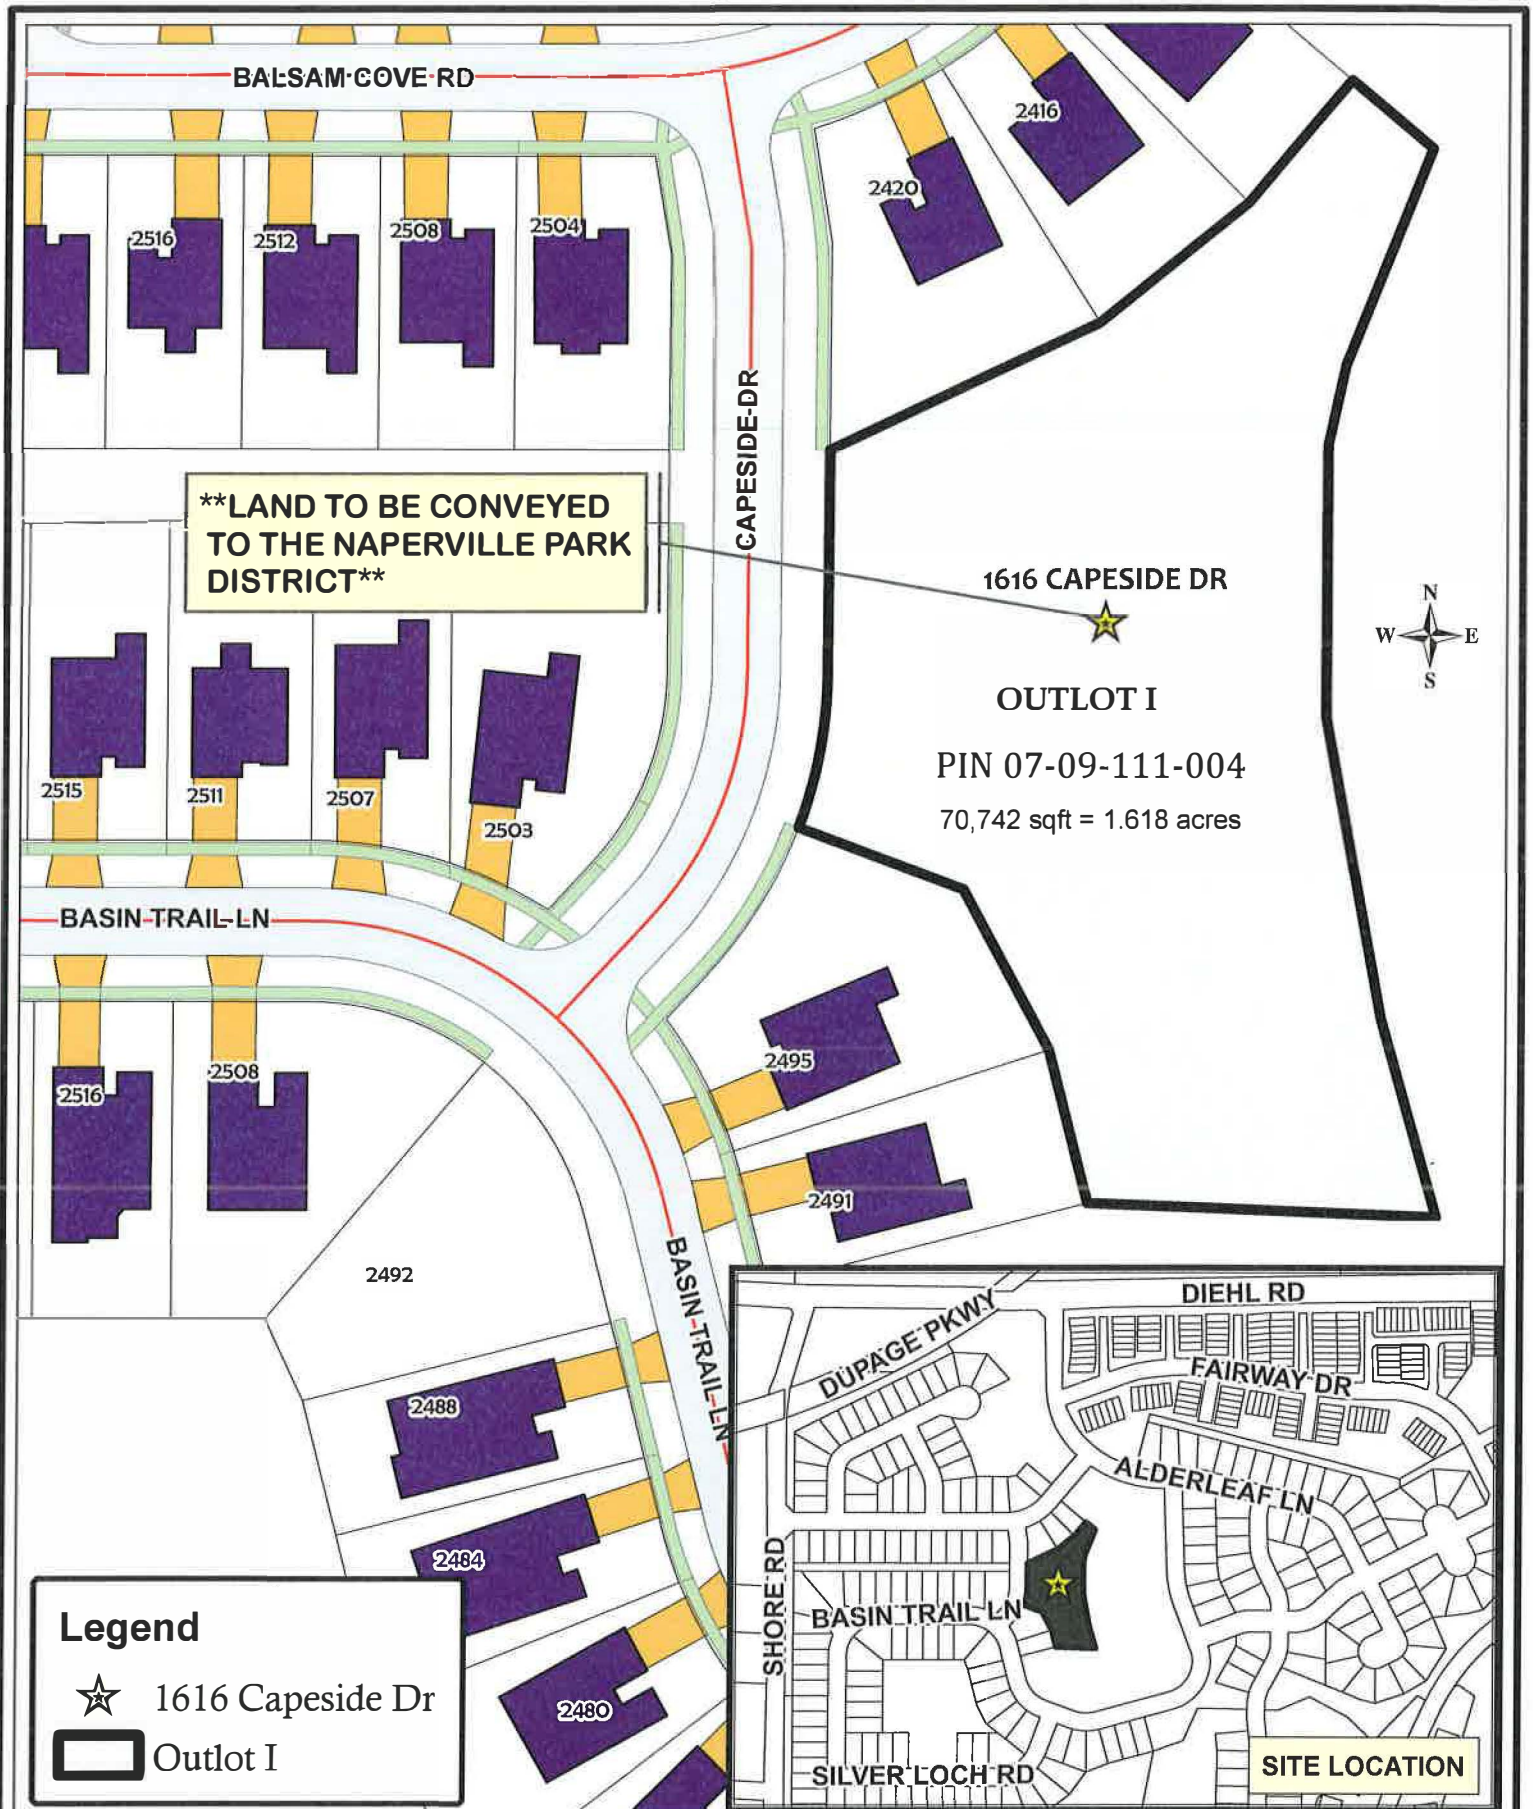 BALSAM COVE RD
2416
2420
2516
2512
2508
2504
CAPESIDE DR
**LAND TO BE CONVEYED
TO THE NAPERVILLE PARK
DISTRICT**
1616 CAPESIDE DR
N
W
E
S
OUTLOT I
PIN 07-09-111-004
70,742 sqft = 1.618 acres
2515
2511
2507
2503
BASIN TRAIL LN
2495
2516
2508
2491
2492
BASIN TRAIL LN
2488
2484
2480
Legend
1616 Capeside Dr
Outlot I
DIEHL RD
DUPAGE PKWY
FAIRWAY DR
ALDERLEAF LN
SHORE RD
BASIN TRAIL LN
SILVER LOCH RD
SITE LOCATION